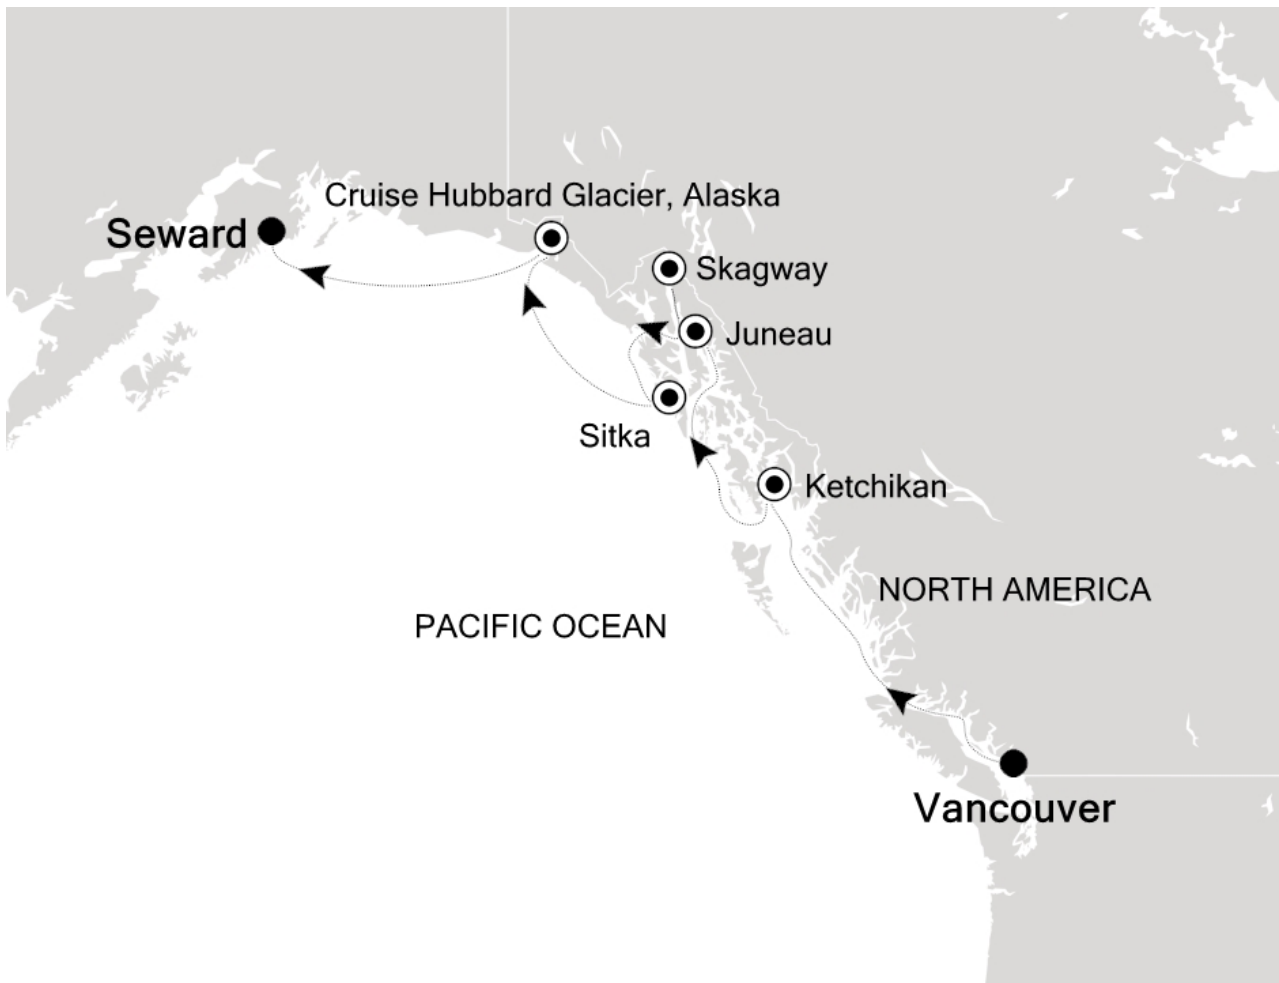 Cruise Hubbard Glacier, Alaska
Seward
Skagway
Juneau
Sitka
Ketchikan
NORTH AMERICA
PACIFIC OCEAN
Vancouver